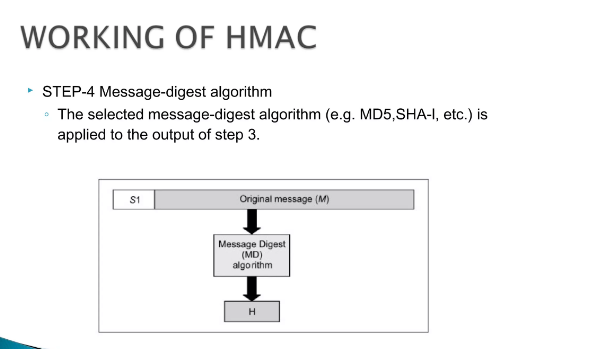 WORKING OF HMAC
STEP-4 Message-digest algorithm
The selected message-digest algorithm (e.g. MD5,SHA-I, etc.) is
applied to the output of step 3.
S1 Original message (M)
Message Digest
(MD)
algorithm
H